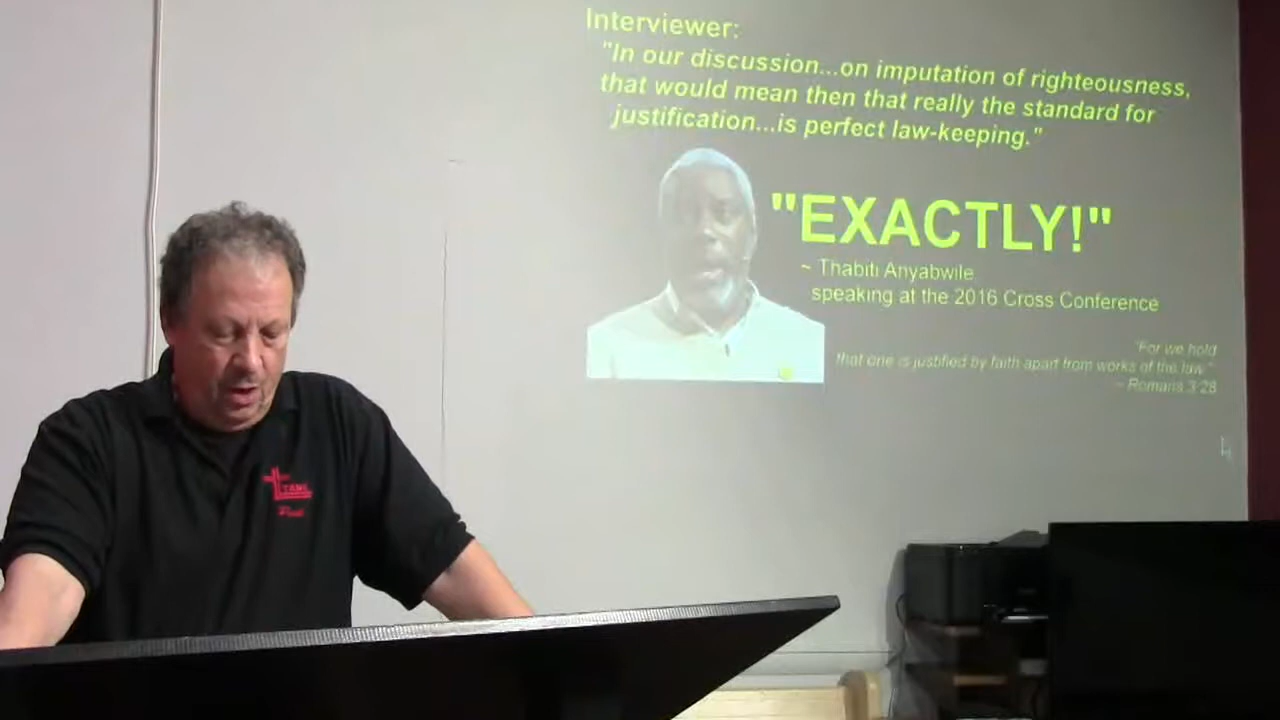 Interviewer:
"In our discussion...on imputation of righteousness,
that would mean then that really the standard for
justification...is perfect law-keeping."
"EXACTLY!"
~ Thabiti Anyabwile
speaking at the 2016 Cross Conference
"For we hold
that one is justified by faith apart from works of the law."
~ Romans 3:28
TANC
Paul